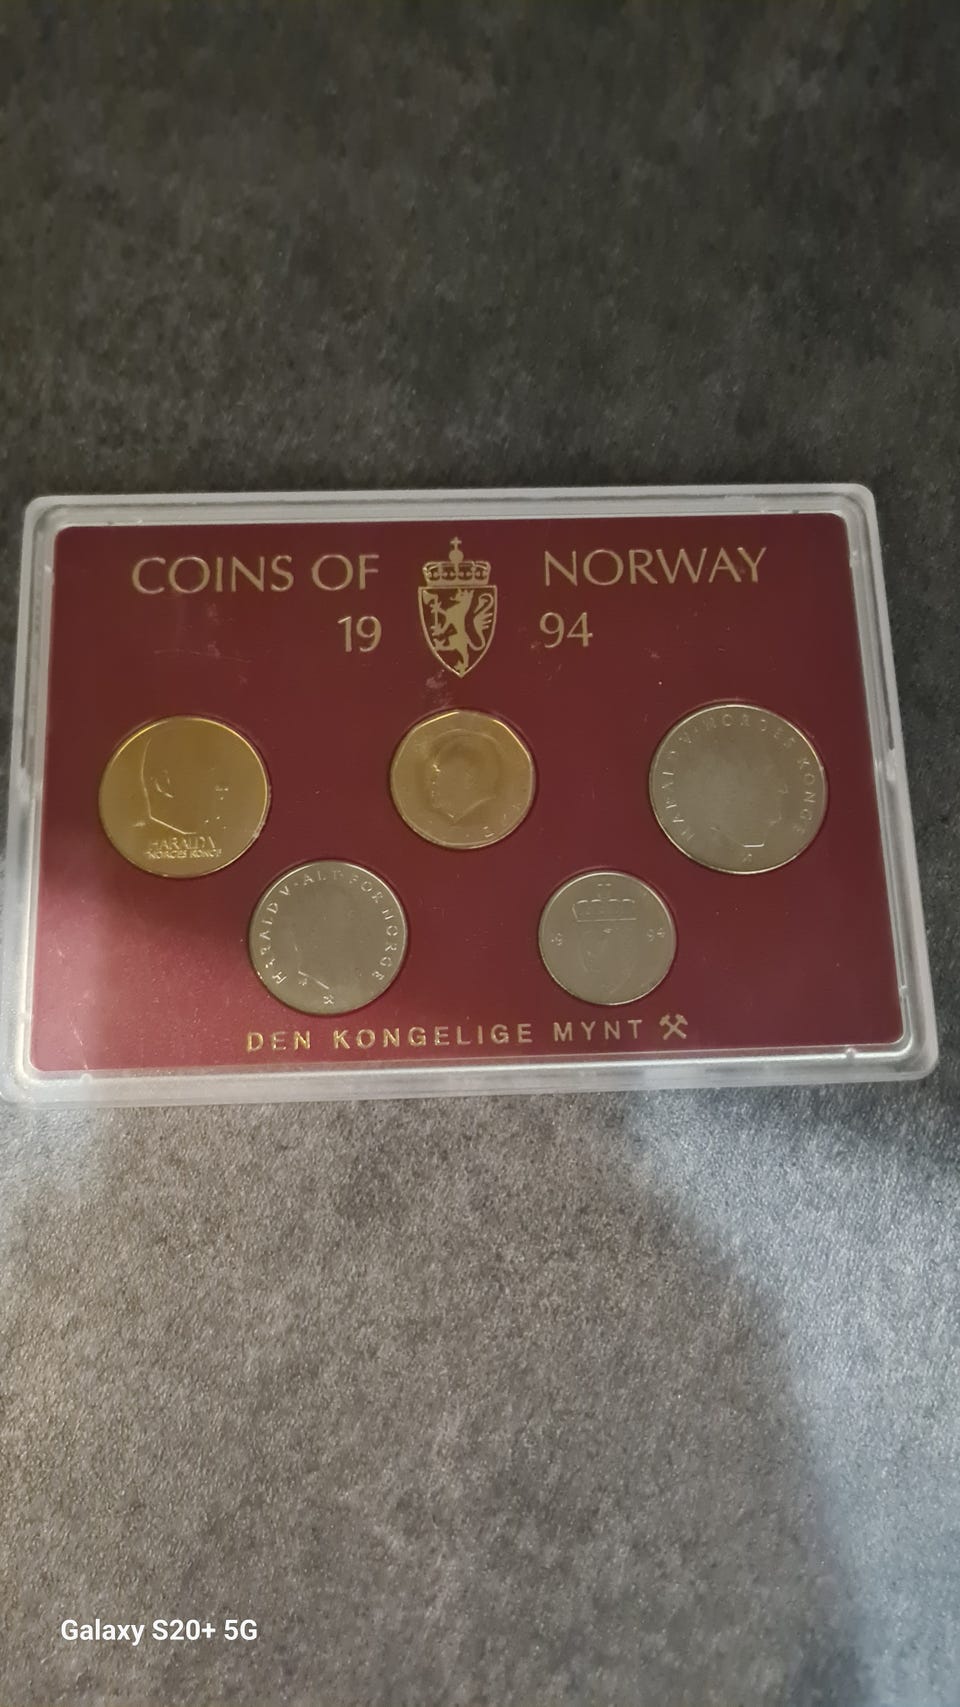 COINS OF NORWAY
19 94
HARALD V
NORGES KONGE
HARALD V · NORGES KONGE
HARALD V · ALT FOR NORGE
94
DEN KONGELIGE MYNT
Galaxy S20+ 5G